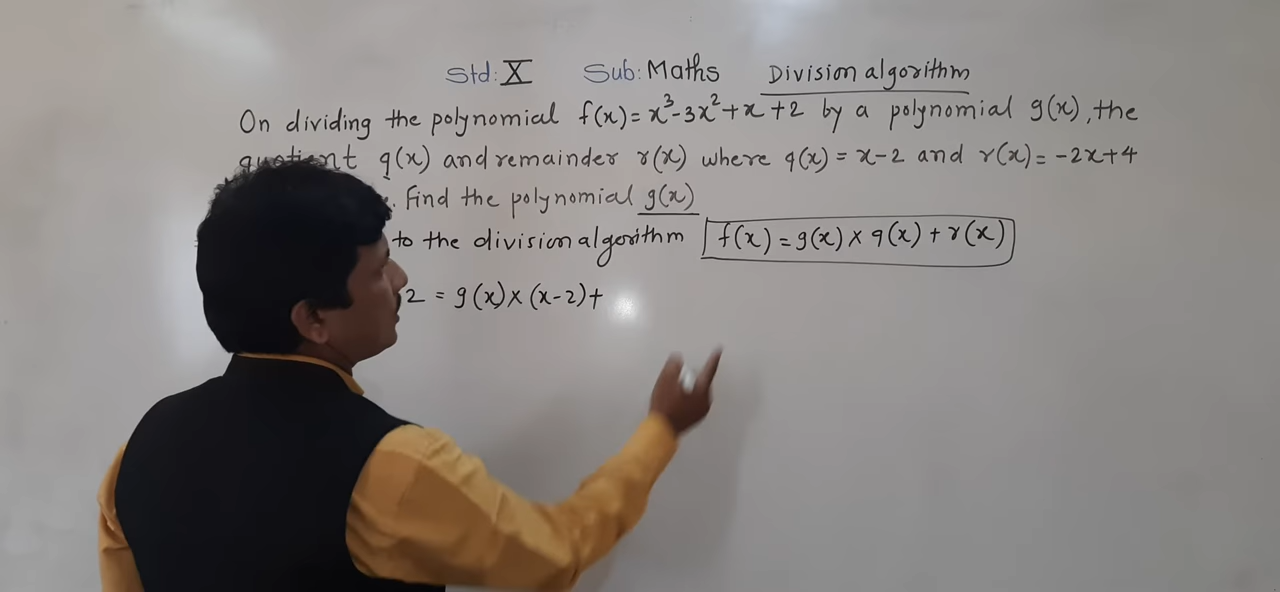 Std: X Sub: Maths Division algorithm
On dividing the polynomial f(x) = x³-3x²+x+2 by a polynomial g(x), the
quotient q(x) and remainder r(x) where q(x) = x-2 and r(x) = -2x+4
. Find the polynomial g(x)
to the division algorithm f(x) = g(x) × q(x) + r(x)
2 = g(x) × (x-2) +